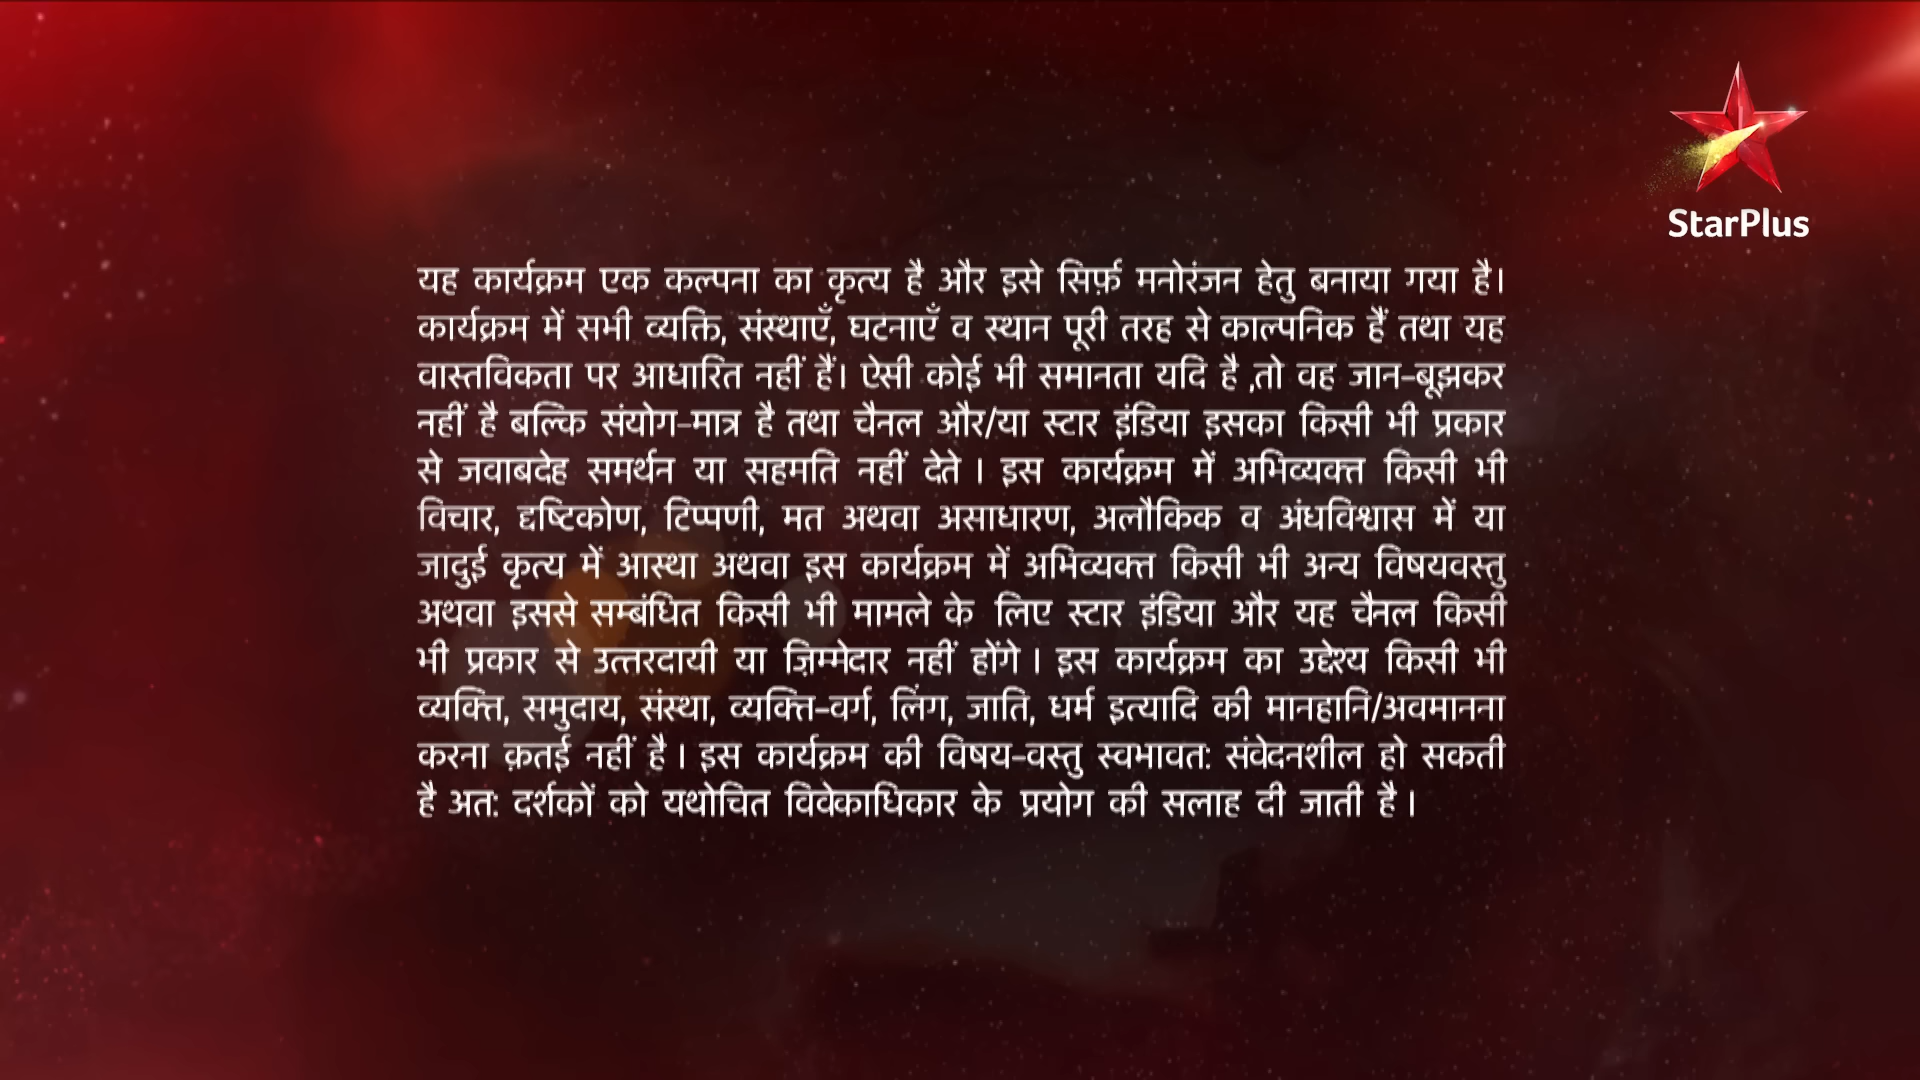 StarPlus
यह कार्यक्रम एक कल्पना का कृत्य है और इसे सिर्फ़ मनोरंजन हेतु बनाया गया है।
कार्यक्रम में सभी व्यक्ति, संस्थाएँ, घटनाएँ व स्थान पूरी तरह से काल्पनिक हैं तथा यह
वास्तविकता पर आधारित नहीं हैं। ऐसी कोई भी समानता यदि है ,तो वह जान-बूझकर
नहीं है बल्कि संयोग-मात्र है तथा चैनल और/या स्टार इंडिया इसका किसी भी प्रकार
से जवाबदेह समर्थन या सहमति नहीं देते । इस कार्यक्रम में अभिव्यक्त किसी भी
विचार, दृष्टिकोण, टिप्पणी, मत अथवा असाधारण, अलौकिक व अंधविश्वास में या
जादुई कृत्य में आस्था अथवा इस कार्यक्रम में अभिव्यक्त किसी भी अन्य विषयवस्तु
अथवा इससे सम्बंधित किसी भी मामले के लिए स्टार इंडिया और यह चैनल किसी
भी प्रकार से उत्तरदायी या ज़िम्मेदार नहीं होंगे । इस कार्यक्रम का उद्देश्य किसी भी
व्यक्ति, समुदाय, संस्था, व्यक्ति-वर्ग, लिंग, जाति, धर्म इत्यादि की मानहानि/अवमानना
करना क़तई नहीं है । इस कार्यक्रम की विषय-वस्तु स्वभावत: संवेदनशील हो सकती
है अत: दर्शकों को यथोचित विवेकाधिकार के प्रयोग की सलाह दी जाती है ।